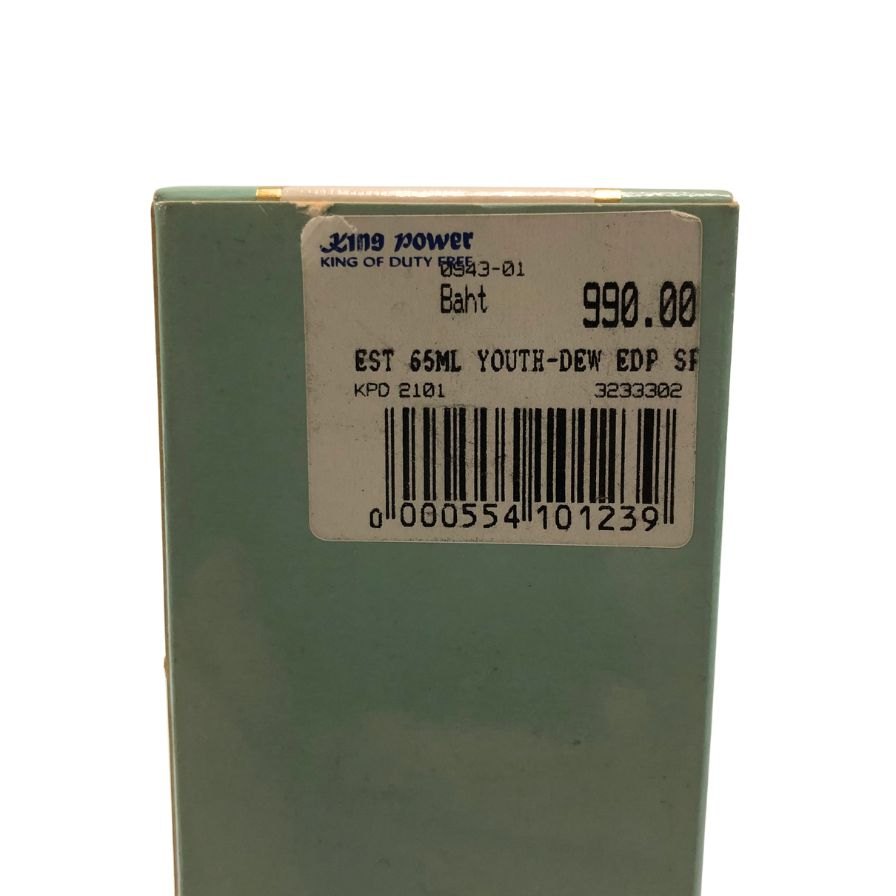 King Power
KING OF DUTY FREE
0543-01
Baht 990.00
EST 65ML YOUTH-DEW EDP SP
KPD 2101 3233302
0 000554 101239